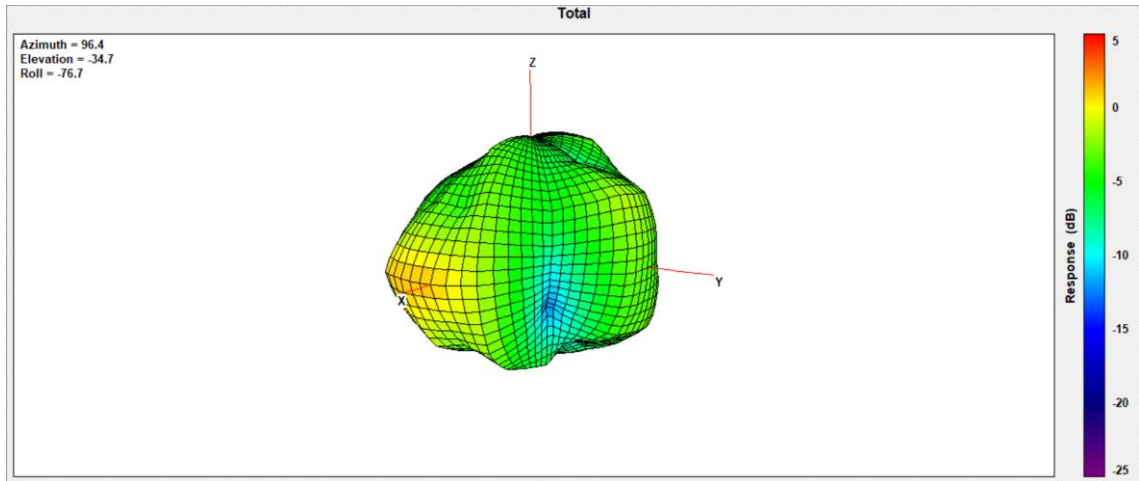 Total
Azimuth = 96.4
Elevation = -34.7
Roll = -76.7
Z
Y
X
5
0
-5
-10
-15
-20
-25
Response (dB)